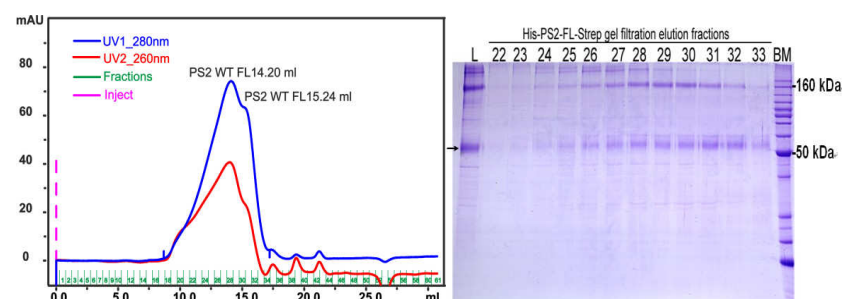 mAU
80
60
40
20
0
UV1_280nm
UV2_260nm
Fractions
Inject
PS2 WT FL14.20 ml
PS2 WT FL15.24 ml
0.0 5.0 10.0 15.0 20.0 25.0 ml
His-PS2-FL-Strep gel filtration elution fractions
L 22 23 24 25 26 27 28 29 30 31 32 33 BM
-160 kDa
-50 kDa